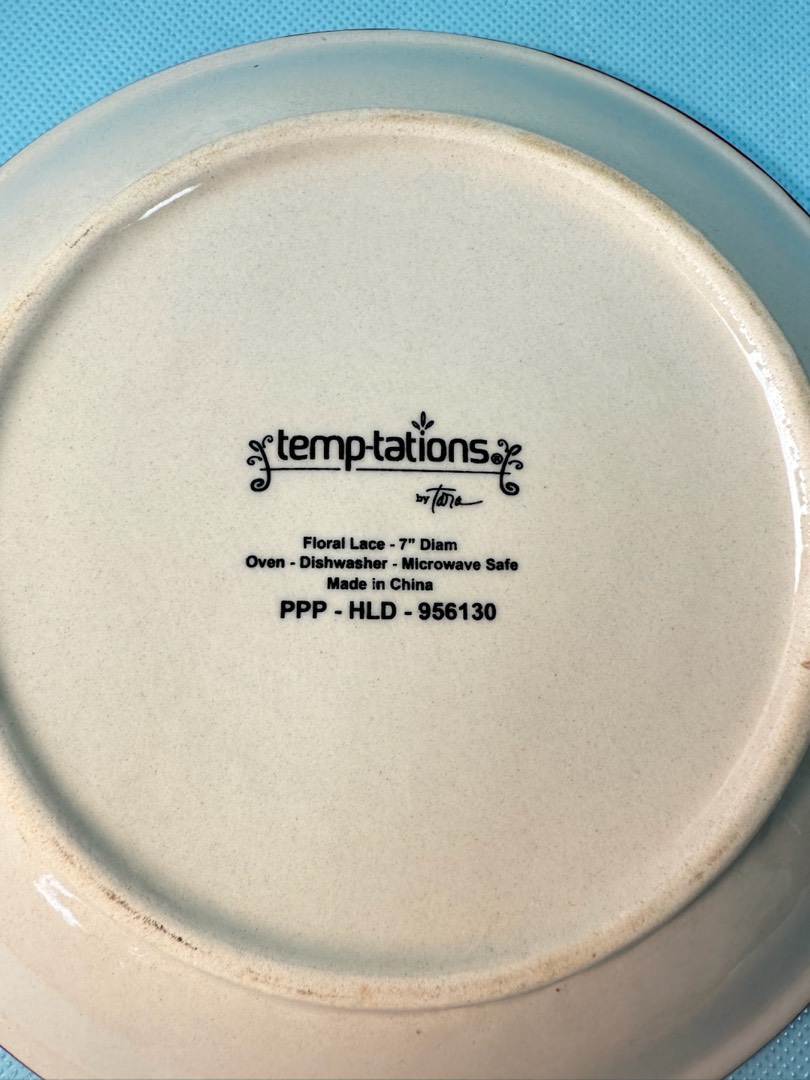 temp-tations®
by Tara
Floral Lace - 7” Diam
Oven - Dishwasher - Microwave Safe
Made in China
PPP - HLD - 956130